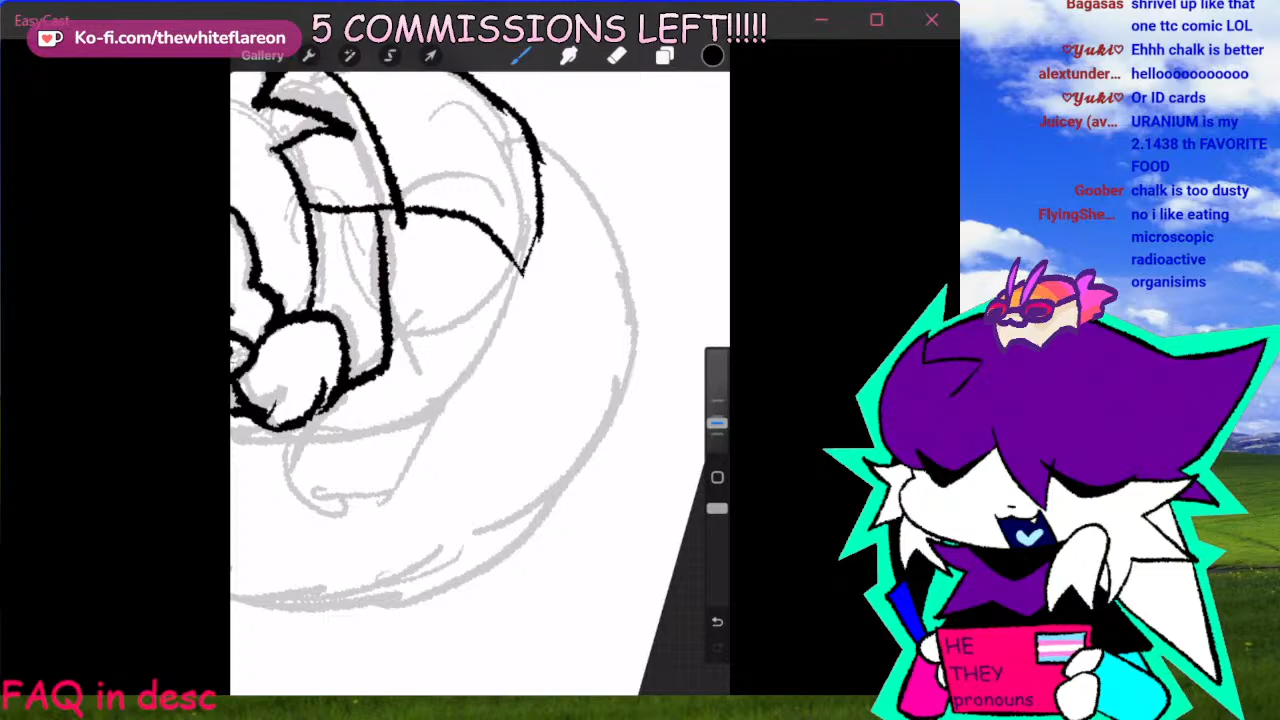 EasyCast
Ko-fi.com/thewhiteflareon
5 COMMISSIONS LEFT!!!!!
Gallery
Bagasas shrivel up like that
one ttc comic LOL
♡𝓨𝓾𝓴𝓲♡ Ehhh chalk is better
alextunder… hellooooooooooo
♡𝓨𝓾𝓴𝓲♡ Or ID cards
Juicey (av… URANIUM is my
2.1438 th FAVORITE
FOOD
Goober chalk is too dusty
FlyingShe… no i like eating
microscopic
radioactive
organisims
HE
THEY
pronouns
FAQ in desc